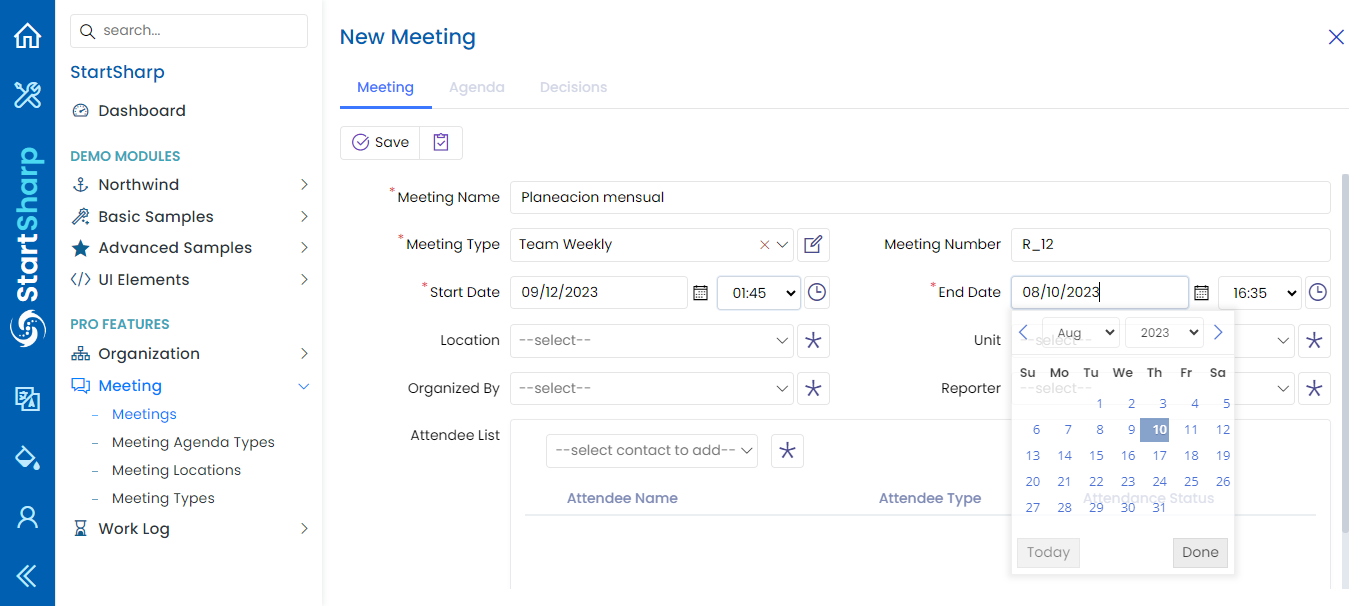 search...
StartSharp
Dashboard
DEMO MODULES
Northwind
Basic Samples
Advanced Samples
UI Elements
PRO FEATURES
Organization
Meeting
Meetings
Meeting Agenda Types
Meeting Locations
Meeting Types
Work Log
StartSharp
New Meeting
Meeting Agenda Decisions
Save
*Meeting Name Planeacion mensual
*Meeting Type Team Weekly Meeting Number R_12
*Start Date 09/12/2023 01:45 *End Date 08/10/2023 16:35
Location --select-- Unit --select--
Organized By --select-- Reporter --select--
Attendee List
--select contact to add--
Attendee Name Attendee Type Attendance Status
Aug 2023
Su Mo Tu We Th Fr Sa
1 2 3 4 5
6 7 8 9 10 11 12
13 14 15 16 17 18 19
20 21 22 23 24 25 26
27 28 29 30 31
Today Done